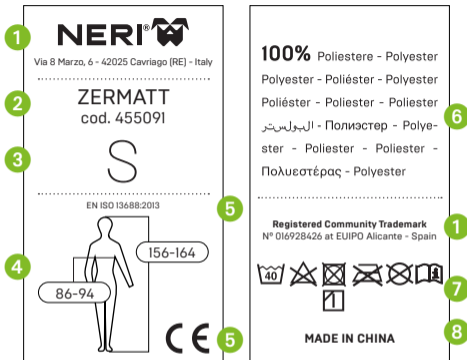 1
NERI®
Via 8 Marzo, 6 - 42025 Cavriago (RE) - Italy
2
ZERMATT
cod. 455091
3
S
EN ISO 13688:2013
5
4
156-164
86-94
CE
5
100% Poliestere - Polyester
Polyester - Poliéster - Polyester
Poliéster - Poliester - Poliester
البوليستر - Полиэстер - Polye-
ster - Poliester - Poliester -
Πολυεστέρας - Polyester
6
Registered Community Trademark
N° 016928426 at EUIPO Alicante - Spain
1
40
1
7
MADE IN CHINA
8